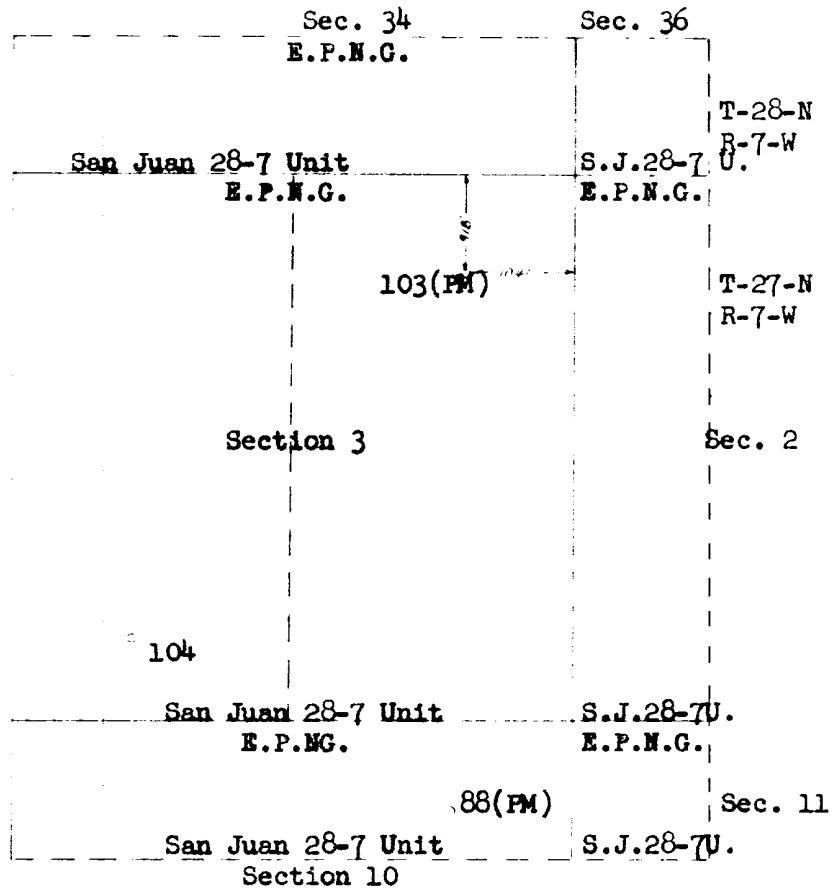 Sec. 34 Sec. 36
E.P.N.G.
T-28-N
R-7-W
San Juan 28-7 Unit S.J.28-7 U.
E.P.N.G. E.P.N.G.
918'
103(PM)
T-27-N
R-7-W
Section 3 Sec. 2
104
San Juan 28-7 Unit S.J.28-7U.
E.P.NG. E.P.N.G.
88(PM) Sec. 11
San Juan 28-7 Unit S.J.28-7U.
Section 10